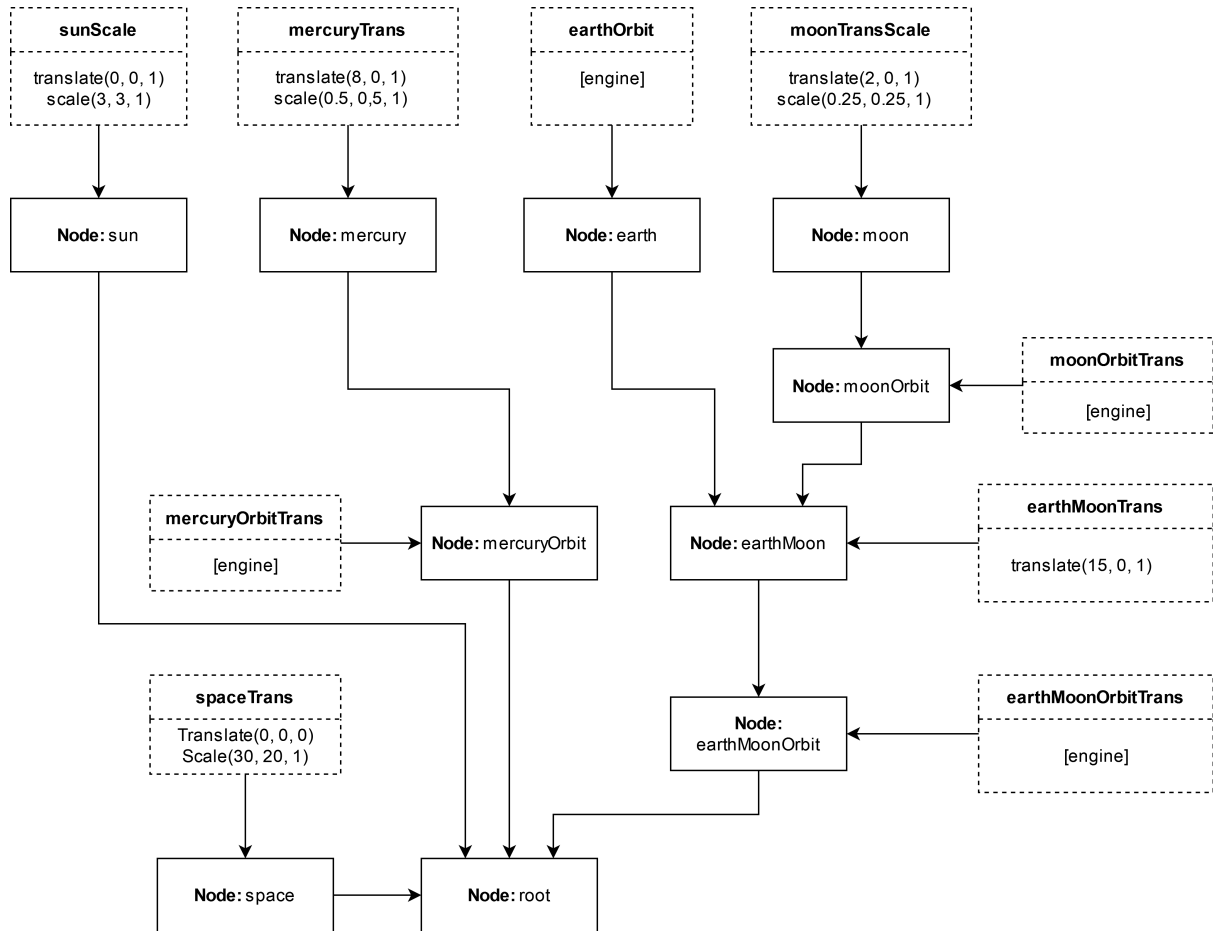 sunScale
translate(0, 0, 1)
scale(3, 3, 1)
mercuryTrans
translate(8, 0, 1)
scale(0.5, 0,5, 1)
earthOrbit
[engine]
moonTransScale
translate(2, 0, 1)
scale(0.25, 0.25, 1)
Node: sun
Node: mercury
Node: earth
Node: moon
Node: moonOrbit
moonOrbitTrans
[engine]
mercuryOrbitTrans
[engine]
Node: mercuryOrbit
Node: earthMoon
earthMoonTrans
translate(15, 0, 1)
spaceTrans
Translate(0, 0, 0)
Scale(30, 20, 1)
Node:
earthMoonOrbit
earthMoonOrbitTrans
[engine]
Node: space
Node: root